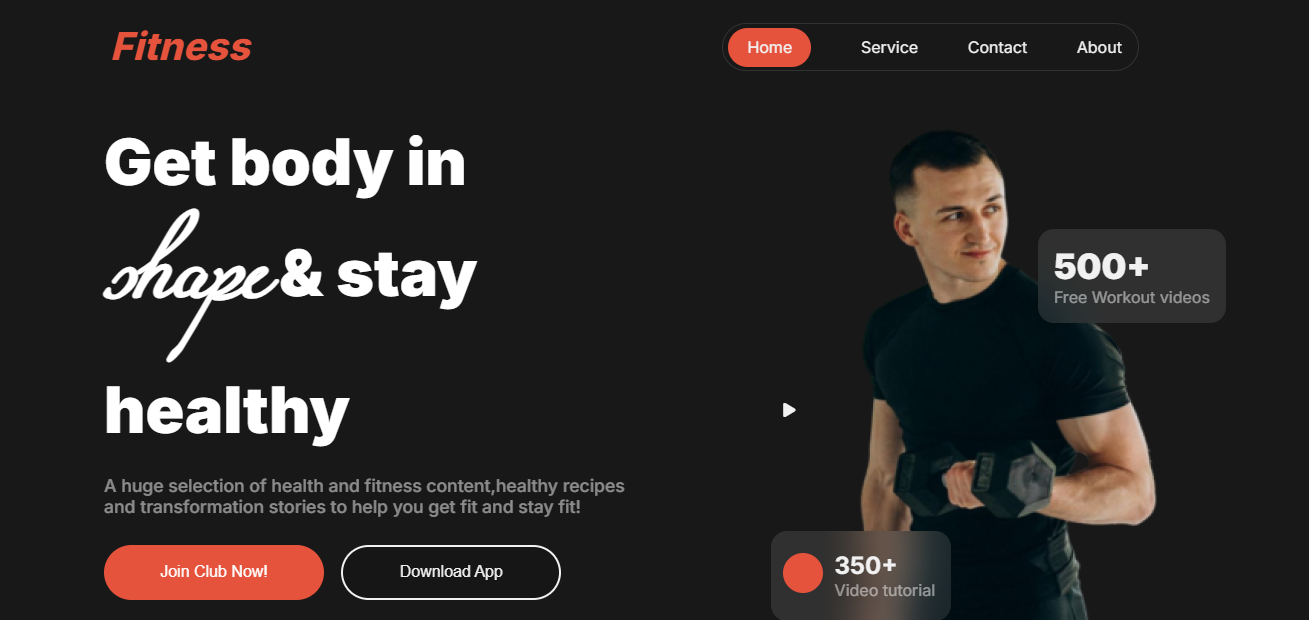 Fitness
Home
Service
Contact
About
Get body in
shape & stay
healthy
A huge selection of health and fitness content,healthy recipes
and transformation stories to help you get fit and stay fit!
Join Club Now!
Download App
500+
Free Workout videos
350+
Video tutorial